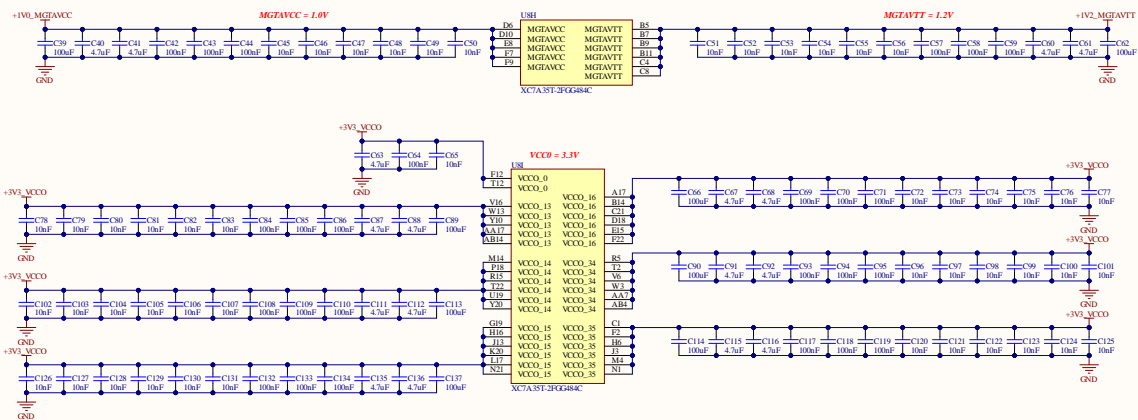 MGTAVCC = 1.0V
MGTAVTT = 1.2V
+1V0_MGTAVCC
U8H
+1V2_MGTAVTT
D6 MGTAVCC MGTAVTT B5
D10 MGTAVCC MGTAVTT B7
E8 MGTAVCC MGTAVTT B9
F7 MGTAVCC MGTAVTT B11
F9 MGTAVCC MGTAVTT C4
MGTAVTT C8
C39 C40 C41 C42 C43 C44 C45 C46 C47 C48 C49 C50
100uF 4.7uF 4.7uF 100nF 100nF 100nF 10nF 10nF 10nF 10nF 10nF 10nF
C51 C52 C53 C54 C55 C56 C57 C58 C59 C60 C61 C62
10nF 10nF 10nF 10nF 10nF 10nF 100nF 100nF 100nF 4.7uF 4.7uF 100uF
GND
GND
XC7A35T-2FGG484C
+3V3_VCCO
VCC0 = 3.3V
C63 C64 C65
4.7uF 100nF 10nF
GND
U8I
F12 VCCO_0
T12 VCCO_0
+3V3_VCCO
V16 VCCO_13
W13 VCCO_13
Y10 VCCO_13
AA17 VCCO_13
AB14 VCCO_13
C78 C79 C80 C81 C82 C83 C84 C85 C86 C87 C88 C89
10nF 10nF 10nF 10nF 10nF 10nF 100nF 100nF 100nF 4.7uF 4.7uF 100uF
GND
VCCO_16 A17
VCCO_16 B14
VCCO_16 C21
VCCO_16 D18
VCCO_16 E15
VCCO_16 F22
+3V3_VCCO
C66 C67 C68 C69 C70 C71 C72 C73 C74 C75 C76 C77
100uF 4.7uF 4.7uF 100nF 100nF 100nF 10nF 10nF 10nF 10nF 10nF 10nF
GND
M14 VCCO_14 VCCO_34 R5
P18 VCCO_14 VCCO_34 T2
R15 VCCO_14 VCCO_34 V6
T22 VCCO_14 VCCO_34 W3
U19 VCCO_14 VCCO_34 AA7
Y20 VCCO_14 VCCO_34 AB4
+3V3_VCCO
C102 C103 C104 C105 C106 C107 C108 C109 C110 C111 C112 C113
10nF 10nF 10nF 10nF 10nF 10nF 100nF 100nF 100nF 4.7uF 4.7uF 100uF
GND
+3V3_VCCO
C90 C91 C92 C93 C94 C95 C96 C97 C98 C99 C100 C101
100uF 4.7uF 4.7uF 100nF 100nF 100nF 10nF 10nF 10nF 10nF 10nF 10nF
GND
G19 VCCO_15 VCCO_35 C1
H16 VCCO_15 VCCO_35 F2
J13 VCCO_15 VCCO_35 H6
K20 VCCO_15 VCCO_35 J3
L17 VCCO_15 VCCO_35 M4
N21 VCCO_15 VCCO_35 N1
+3V3_VCCO
C114 C115 C116 C117 C118 C119 C120 C121 C122 C123 C124 C125
100uF 4.7uF 4.7uF 100nF 100nF 100nF 10nF 10nF 10nF 10nF 10nF 10nF
GND
+3V3_VCCO
C126 C127 C128 C129 C130 C131 C132 C133 C134 C135 C136 C137
10nF 10nF 10nF 10nF 10nF 10nF 100nF 100nF 100nF 4.7uF 4.7uF 100uF
GND
XC7A35T-2FGG484C